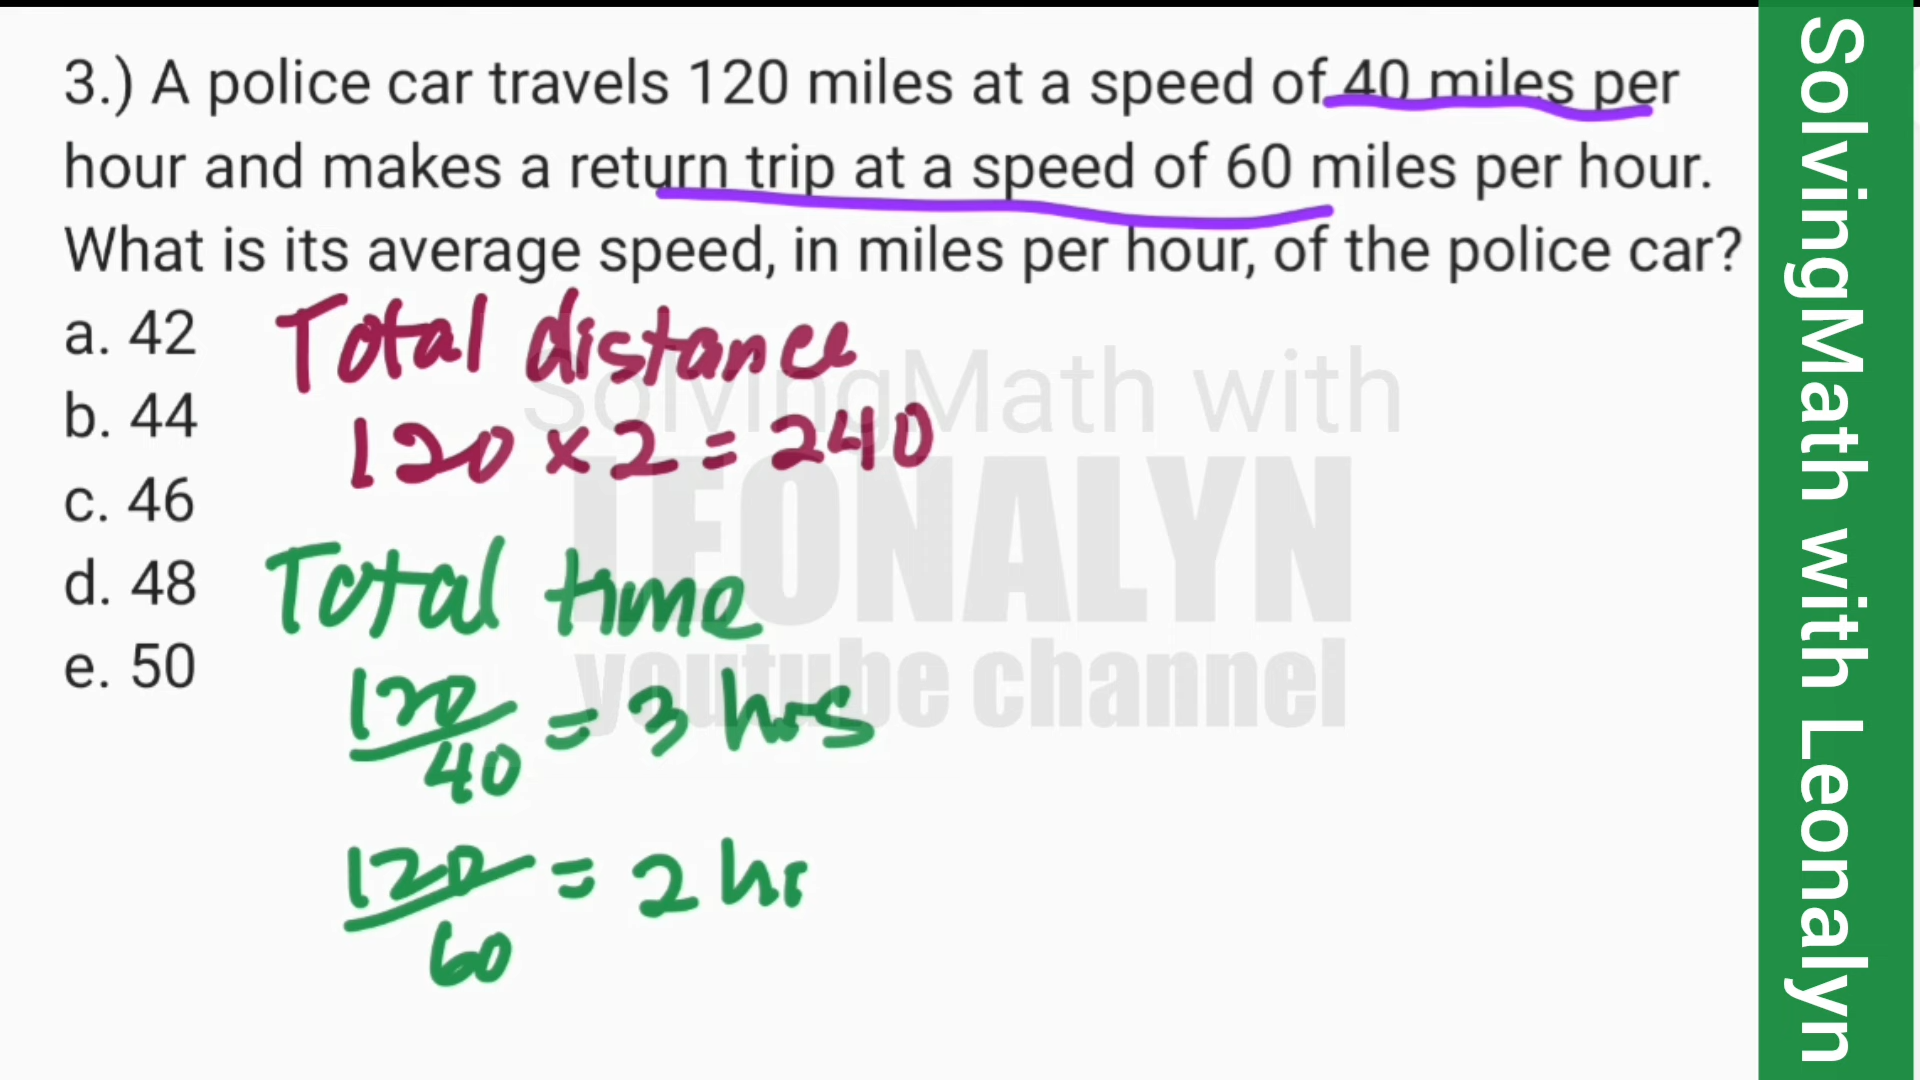 3.) A police car travels 120 miles at a speed of 40 miles per
hour and makes a return trip at a speed of 60 miles per hour.
What is its average speed, in miles per hour, of the police car?
a. 42
b. 44
c. 46
d. 48
e. 50
Total distance
120 x 2 = 240
Total time
120/40 = 3 hrs
120/60 = 2 hr
SolvingMath with
LEONALYN
youtube channel
SolvingMath with Leonalyn